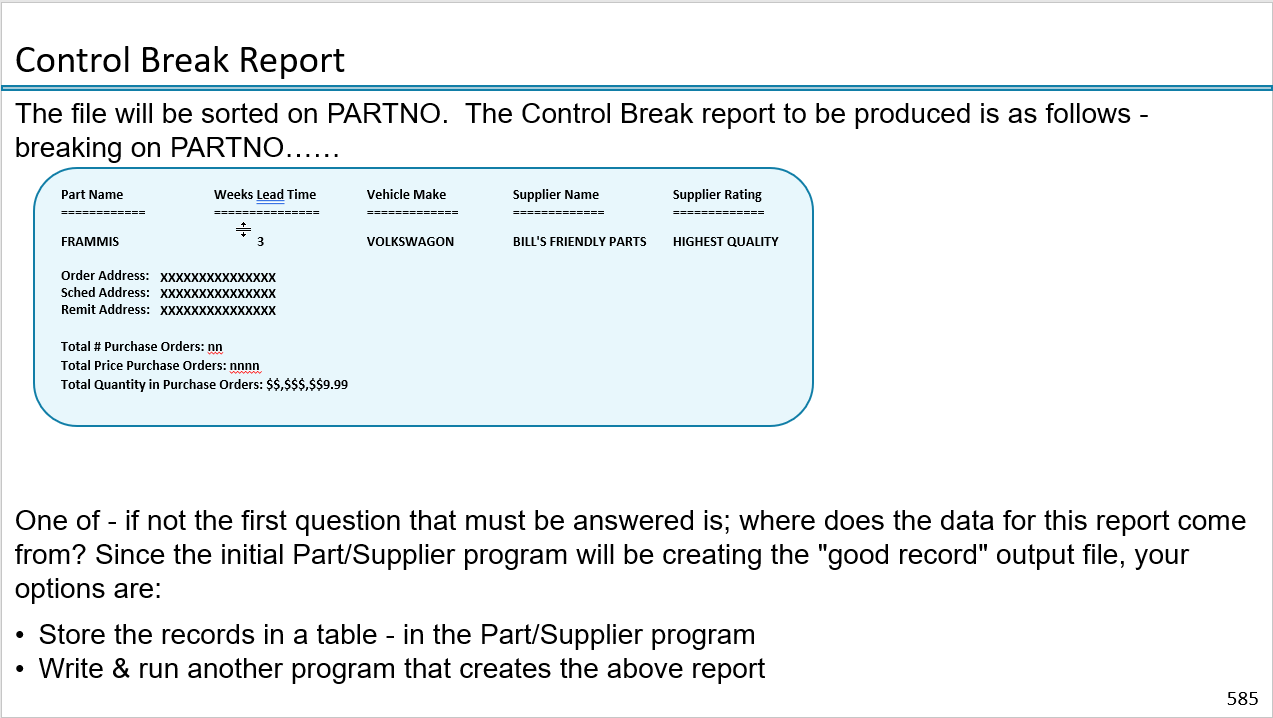 Control Break Report
The file will be sorted on PARTNO.  The Control Break report to be produced is as follows -
breaking on PARTNO……
Part Name Weeks Lead Time Vehicle Make Supplier Name Supplier Rating
============ =============== ============= ============= =============
FRAMMIS 3 VOLKSWAGON BILL'S FRIENDLY PARTS HIGHEST QUALITY
Order Address: XXXXXXXXXXXXXXX
Sched Address: XXXXXXXXXXXXXXX
Remit Address: XXXXXXXXXXXXXXX
Total # Purchase Orders: nn
Total Price Purchase Orders: nnnn
Total Quantity in Purchase Orders: $$,$$$,$$9.99
One of - if not the first question that must be answered is; where does the data for this report come
from? Since the initial Part/Supplier program will be creating the "good record" output file, your
options are:
• Store the records in a table - in the Part/Supplier program
• Write & run another program that creates the above report
585